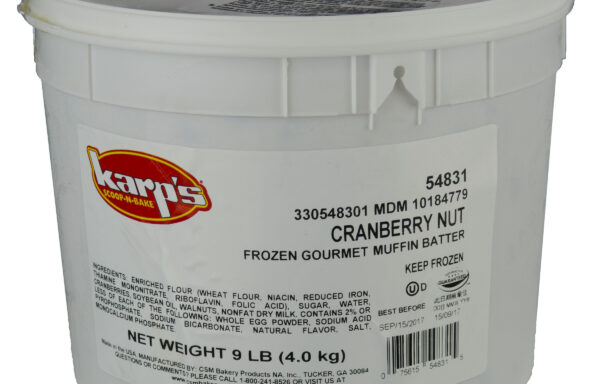 Karp's
SCOOP-N-BAKE
54831
330548301 MDM 10184779
CRANBERRY NUT
FROZEN GOURMET MUFFIN BATTER
KEEP FROZEN
INGREDIENTS: ENRICHED FLOUR (WHEAT FLOUR, NIACIN, REDUCED IRON,
THIAMINE MONONITRATE, RIBOFLAVIN, FOLIC ACID), SUGAR, WATER,
CRANBERRIES, SOYBEAN OIL, WALNUTS, NONFAT DRY MILK. CONTAINS 2% OR
LESS OF EACH OF THE FOLLOWING: WHOLE EGG POWDER, SODIUM ACID
PYROPHOSPHATE, SODIUM BICARBONATE, NATURAL FLAVOR, SALT,
MONOCALCIUM PHOSPHATE
U D
BEST BEFORE
SEP/15/2017
15/09/17
NET WEIGHT 9 LB (4.0 kg)
MADE IN USA, MANUFACTURED BY: CSM Bakery Products NA, Inc., TUCKER, GA 30084
QUESTIONS OR COMMENTS? PLEASE CALL 1-800-241-8526 OR VISIT US AT
0 75615 54831 5